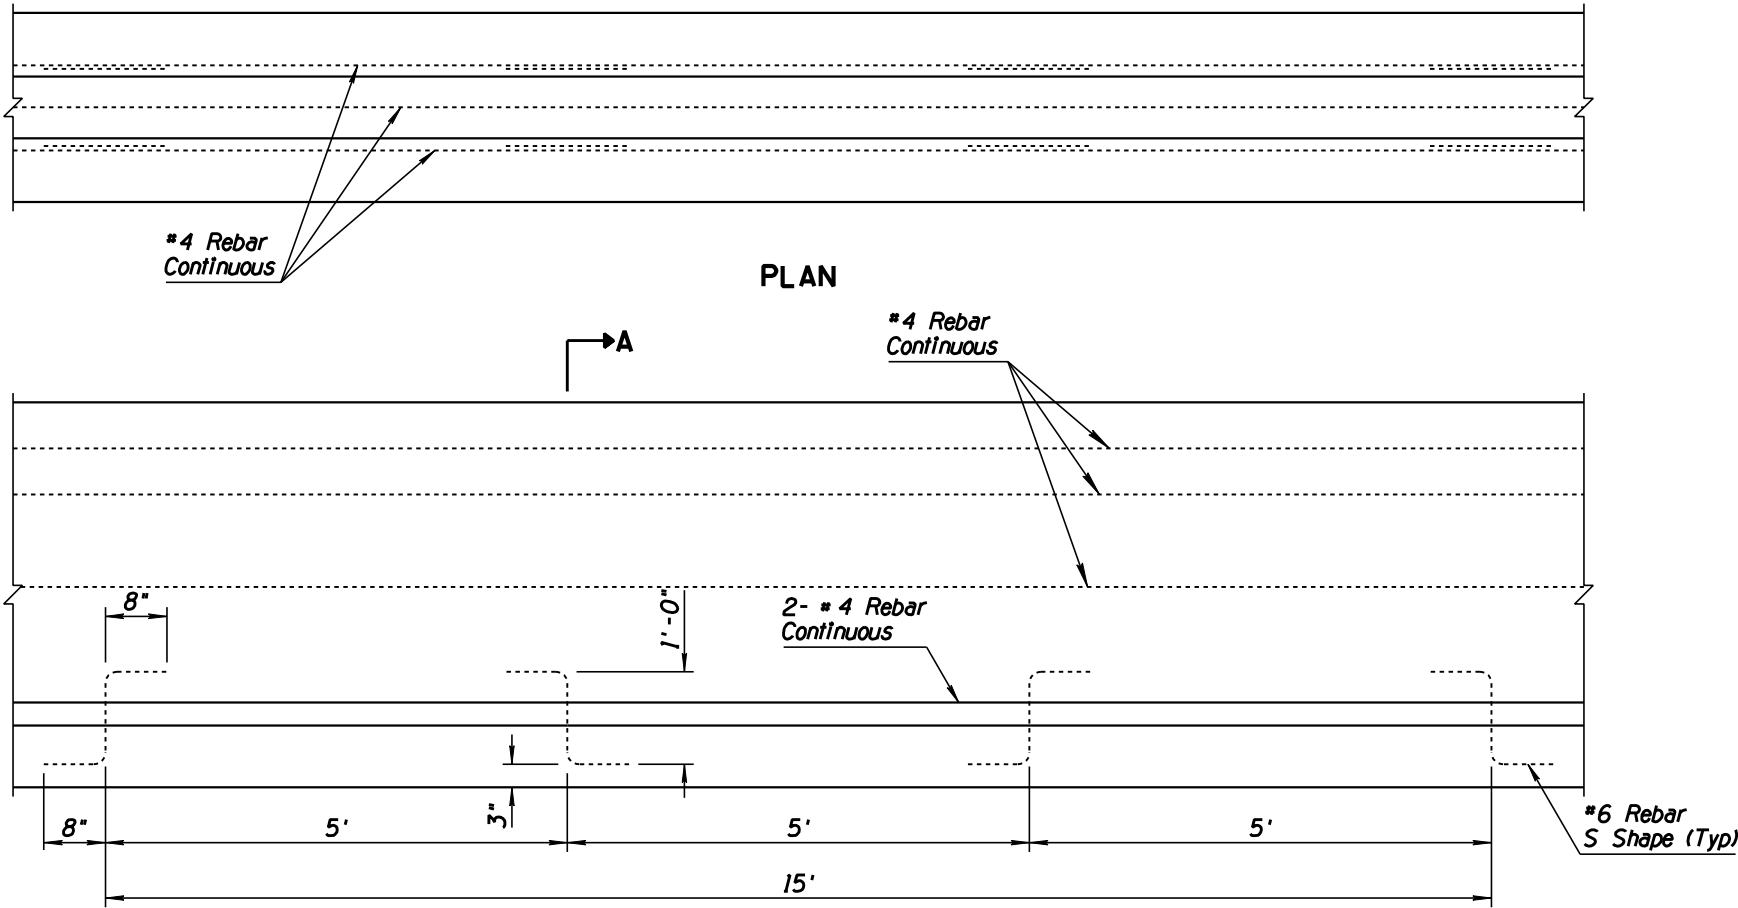 #4 Rebar
Continuous
PLAN
#4 Rebar
Continuous
A
8"
1'-0"
2- #4 Rebar
Continuous
3"
8"
5'
5'
5'
#6 Rebar
S Shape (Typ)
15'